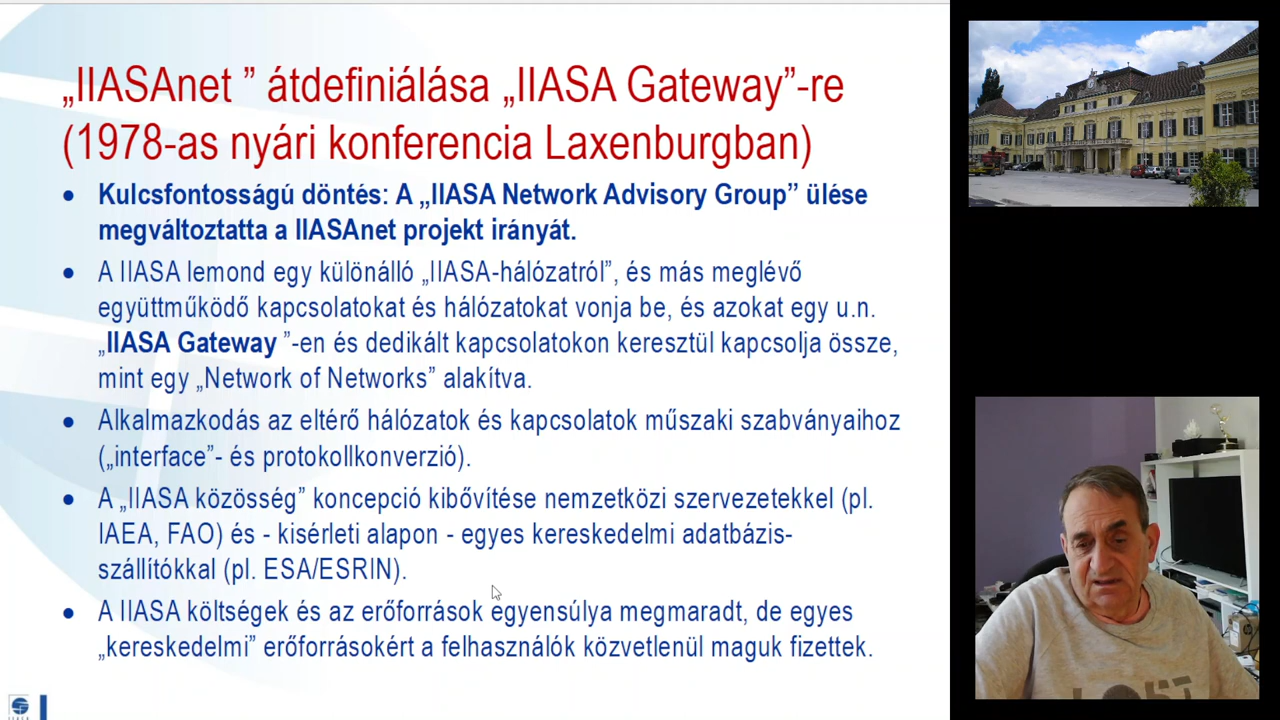 „IIASAnet ” átdefiniálása „IIASA Gateway”-re
(1978-as nyári konferencia Laxenburgban)
• Kulcsfontosságú döntés: A „IIASA Network Advisory Group” ülése
megváltoztatta a IIASAnet projekt irányát.
• A IIASA lemond egy különálló „IIASA-hálózatról”, és más meglévő
együttműködő kapcsolatokat és hálózatokat vonja be, és azokat egy u.n.
„IIASA Gateway ”-en és dedikált kapcsolatokon keresztül kapcsolja össze,
mint egy „Network of Networks” alakítva.
• Alkalmazkodás az eltérő hálózatok és kapcsolatok műszaki szabványaihoz
(„interface”- és protokollkonverzió).
• A „IIASA közösség” koncepció kibővítése nemzetközi szervezetekkel (pl.
IAEA, FAO) és - kisérleti alapon - egyes kereskedelmi adatbázis-
szállítókkal (pl. ESA/ESRIN).
• A IIASA költségek és az erőforrások egyensúlya megmaradt, de egyes
„kereskedelmi” erőforrásokért a felhasználók közvetlenül maguk fizettek.